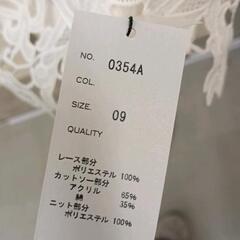 NO. 0354A
COL.
SIZE. 09
QUALITY
レース部分
ポリエステル 100%
カットソー部分
アクリル 65%
綿 35%
ニット部分
ポリエステル 100%